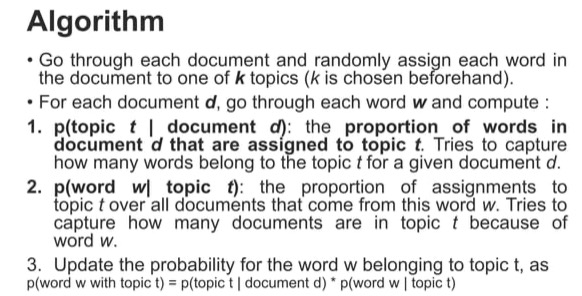 Algorithm
• Go through each document and randomly assign each word in
the document to one of k topics (k is chosen beforehand).
• For each document d, go through each word w and compute :
1. p(topic t | document d): the proportion of words in
document d that are assigned to topic t. Tries to capture
how many words belong to the topic t for a given document d.
2. p(word w| topic t): the proportion of assignments to
topic t over all documents that come from this word w. Tries to
capture how many documents are in topic t because of
word w.
3. Update the probability for the word w belonging to topic t, as
p(word w with topic t) = p(topic t | document d) * p(word w | topic t)